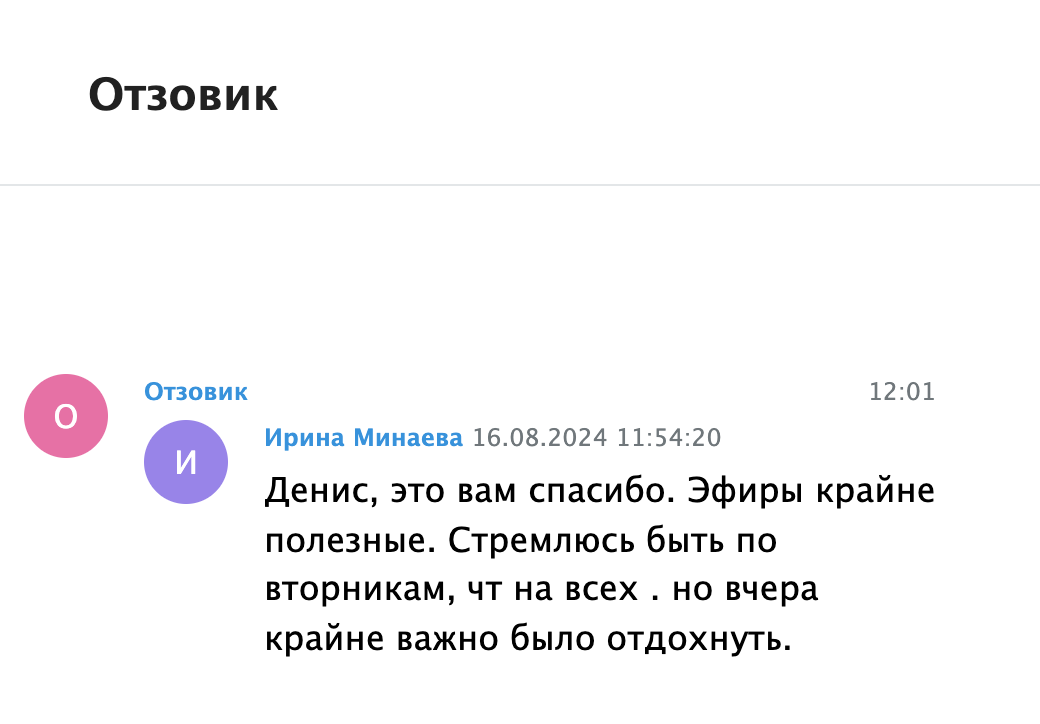 Отзовик
О
Отзовик 12:01
И
Ирина Минаева 16.08.2024 11:54:20
Денис, это вам спасибо. Эфиры крайне
полезные. Стремлюсь быть по
вторникам, чт на всех . но вчера
крайне важно было отдохнуть.